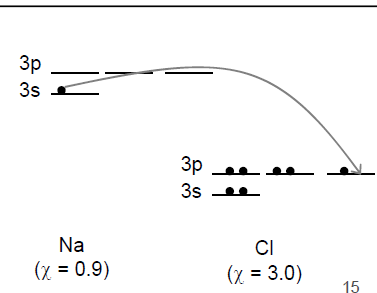 3p
3s
3p
3s
Na
(χ = 0.9)
Cl
(χ = 3.0)
15